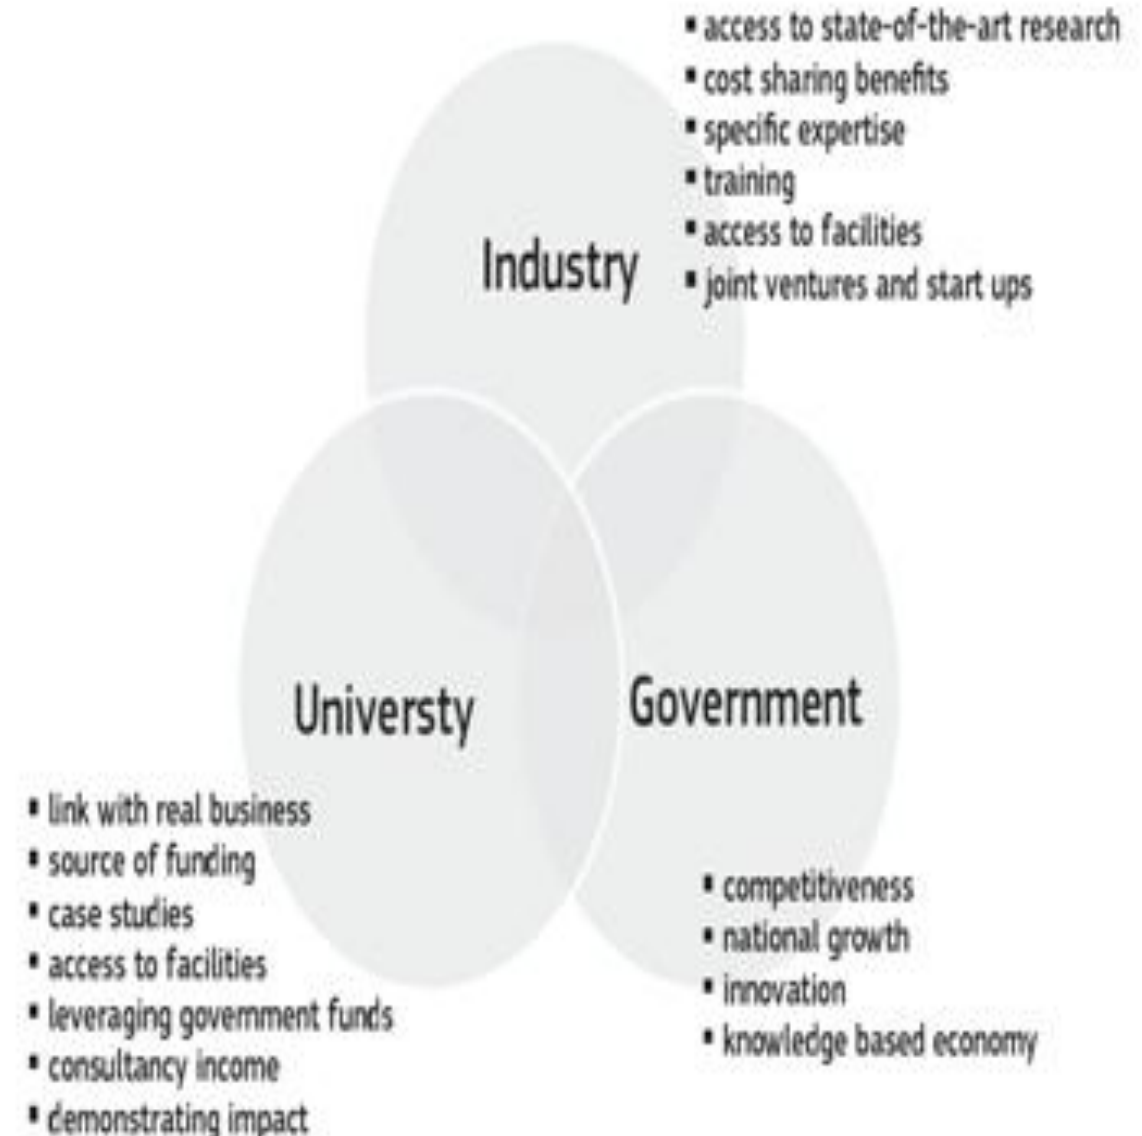 ▪ access to state-of-the-art research
▪ cost sharing benefits
▪ specific expertise
▪ training
▪ access to facilities
▪ joint ventures and start ups
Industry
Universty
Government
▪ link with real business
▪ source of funding
▪ case studies
▪ access to facilities
▪ leveraging government funds
▪ consultancy income
▪ demonstrating impact
▪ competitiveness
▪ national growth
▪ innovation
▪ knowledge based economy